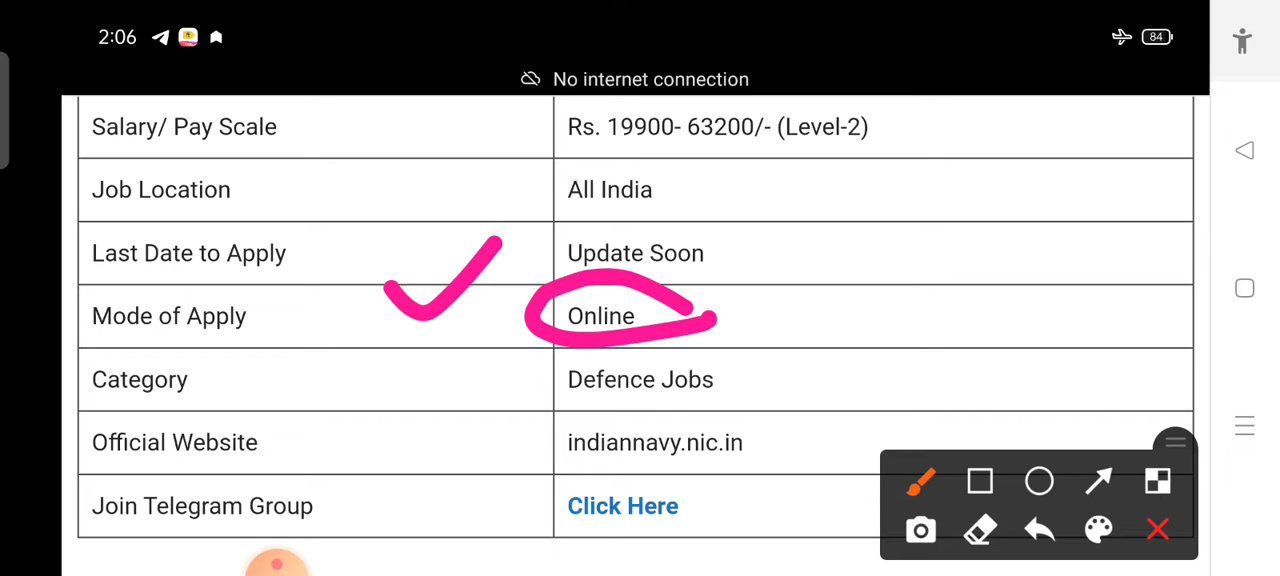 2:06
84
No internet connection
Salary/ Pay Scale Rs. 19900- 63200/- (Level-2)
Job Location All India
Last Date to Apply Update Soon
Mode of Apply Online
Category Defence Jobs
Official Website indiannavy.nic.in
Join Telegram Group Click Here